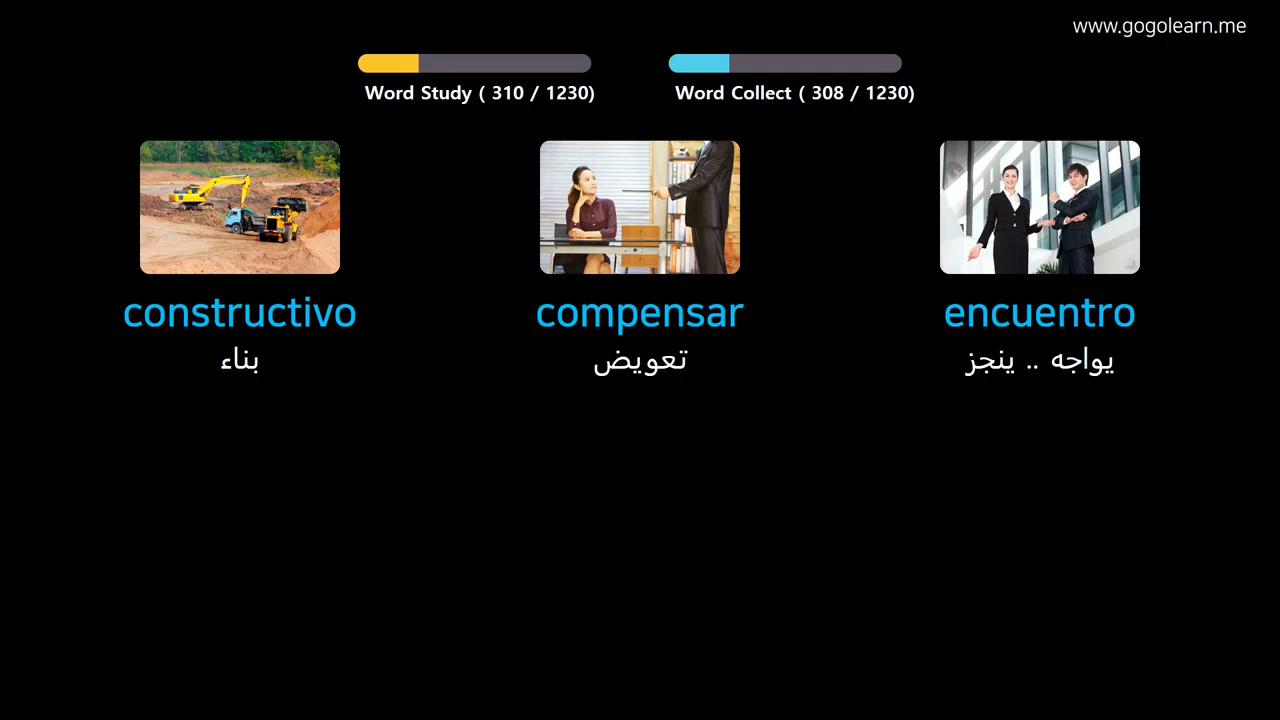 www.gogolearn.me
Word Study ( 310 / 1230)
Word Collect ( 308 / 1230)
constructivo
compensar
encuentro
بناء
تعويض
يواجه .. ينجز